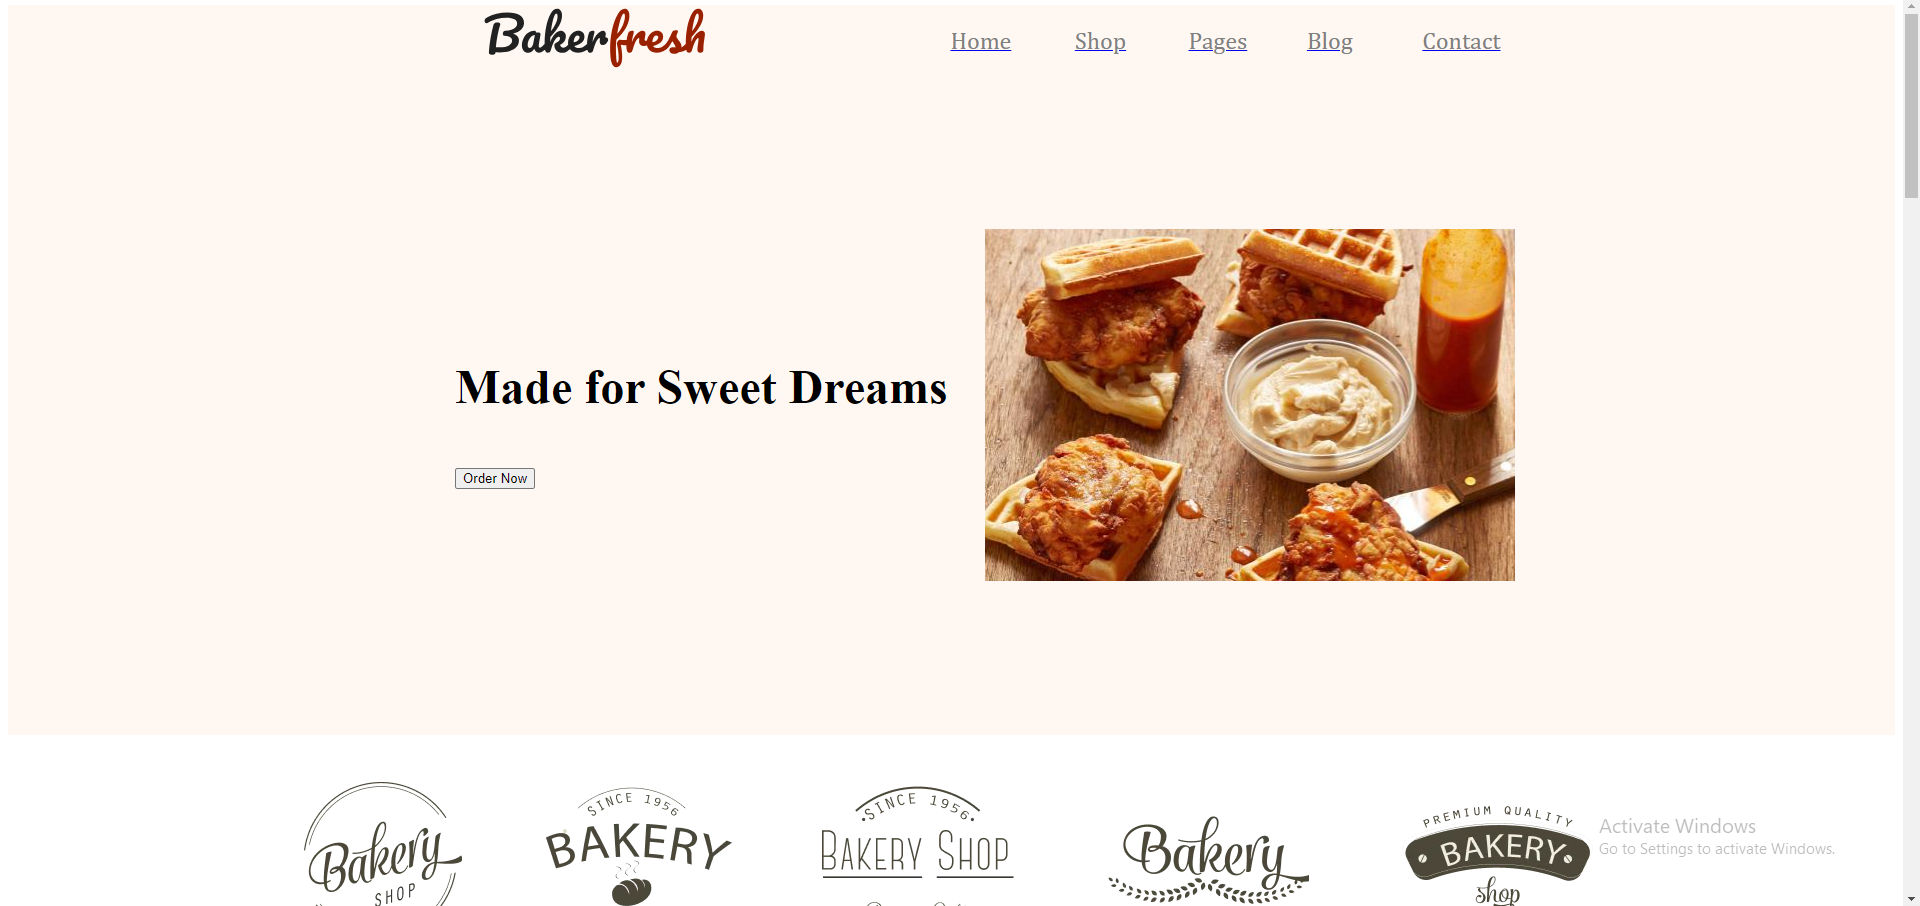 Bakerfresh
Home Shop Pages Blog Contact
Made for Sweet Dreams
Order Now
Bakery
SHOP
SINCE 1956
BAKERY
SINCE 1956
BAKERY SHOP
Bakery
PREMIUM QUALITY
BAKERY
shop
Activate Windows
Go to Settings to activate Windows.